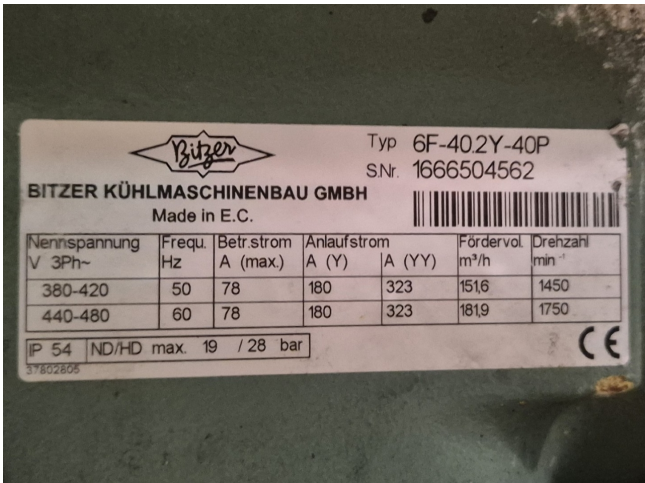 Bitzer
Typ 6F-40.2Y-40P
S.Nr. 1666504562
BITZER KÜHLMASCHINENBAU GMBH
Made in E.C.
Nennspannung Frequ. Betr.strom Anlaufstrom Fördervol. Drehzahl
V 3Ph~ Hz A (max.) A (Y) A (YY) m³/h min⁻¹
380-420 50 78 180 323 151,6 1450
440-480 60 78 180 323 181,9 1750
IP 54 ND/HD max. 19 / 28 bar CE
37802805